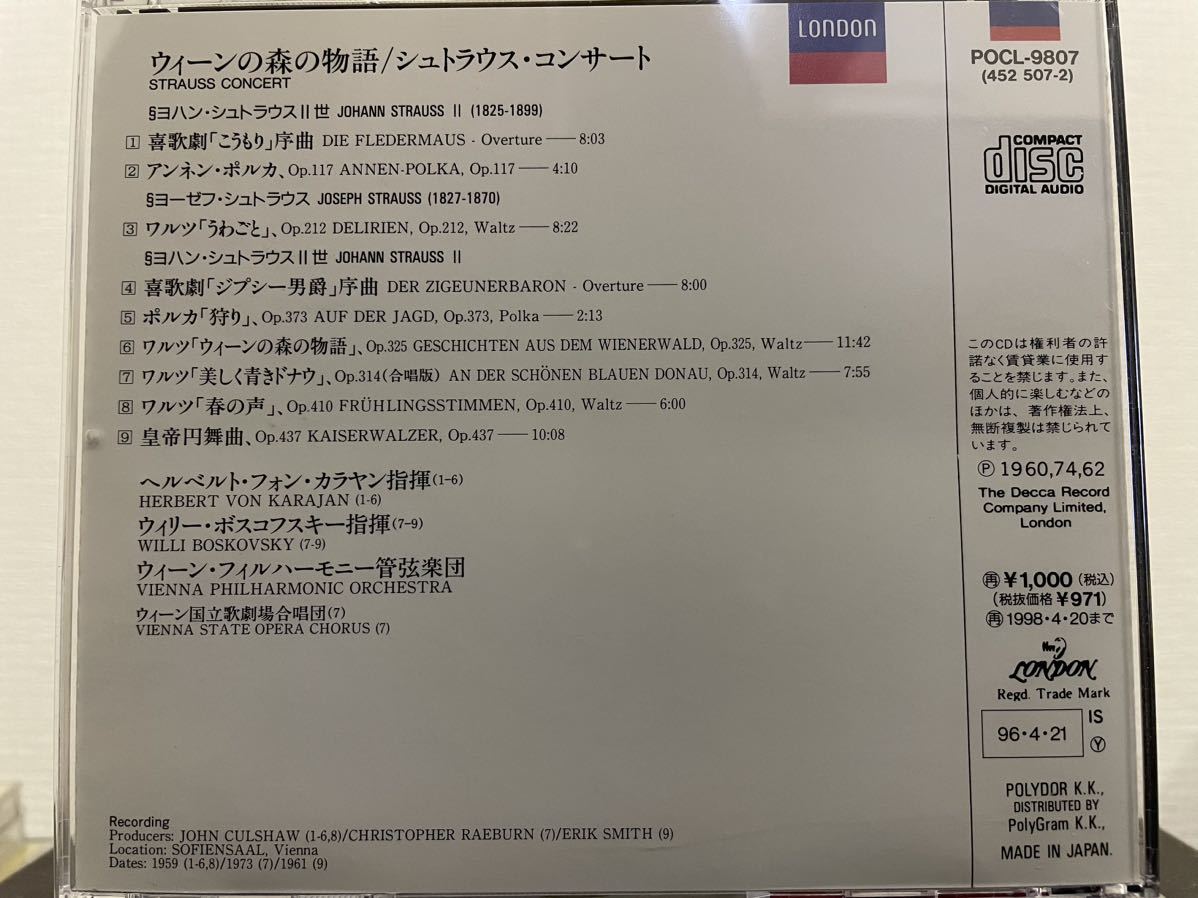 ウィーンの森の物語/シュトラウス・コンサート
STRAUSS CONCERT
§ヨハン・シュトラウスⅡ世 JOHANN STRAUSS Ⅱ (1825-1899)
1 喜歌劇「こうもり」序曲 DIE FLEDERMAUS - Overture —— 8:03
2 アンネン・ポルカ、Op.117 ANNEN-POLKA, Op.117 —— 4:10
§ヨーゼフ・シュトラウス JOSEPH STRAUSS (1827-1870)
3 ワルツ「うわごと」、Op.212 DELIRIEN, Op.212, Waltz —— 8:22
§ヨハン・シュトラウスⅡ世 JOHANN STRAUSS Ⅱ
4 喜歌劇「ジプシー男爵」序曲 DER ZIGEUNERBARON - Overture —— 8:00
5 ポルカ「狩り」、Op.373 AUF DER JAGD, Op.373, Polka —— 2:13
6 ワルツ「ウィーンの森の物語」、Op.325 GESCHICHTEN AUS DEM WIENERWALD, Op.325, Waltz —— 11:42
7 ワルツ「美しく青きドナウ」、Op.314(合唱版) AN DER SCHÖNEN BLAUEN DONAU, Op.314, Waltz —— 7:55
8 ワルツ「春の声」、Op.410 FRÜHLINGSSTIMMEN, Op.410, Waltz —— 6:00
9 皇帝円舞曲、Op.437 KAISERWALZER, Op.437 —— 10:08
ヘルベルト・フォン・カラヤン指揮(1-6)
HERBERT VON KARAJAN (1-6)
ウィリー・ボスコフスキー指揮(7-9)
WILLI BOSKOVSKY (7-9)
ウィーン・フィルハーモニー管弦楽団
VIENNA PHILHARMONIC ORCHESTRA
ウィーン国立歌劇場合唱団(7)
VIENNA STATE OPERA CHORUS (7)
Recording
Producers: JOHN CULSHAW (1-6,8)/CHRISTOPHER RAEBURN (7)/ERIK SMITH (9)
Location: SOFIENSAAL, Vienna
Dates: 1959 (1-6,8)/1973 (7)/1961 (9)
LONDON
POCL-9807
(452 507-2)
COMPACT
disc
DIGITAL AUDIO
このCDは権利者の許
諾なく賃貸業に使用す
ることを禁じます。また、
個人的に楽しむなどの
ほかは、著作権法上、
無断複製は禁じられて
います。
Ⓟ 1960,74,62
The Decca Record
Company Limited,
London
㊢¥1,000 (税込)
(税抜価格¥971)
再1998・4・20まで
LONDON
Regd. Trade Mark
96・4・21
IS
Ⓨ
POLYDOR K.K.,
DISTRIBUTED BY
PolyGram K.K.,
MADE IN JAPAN.